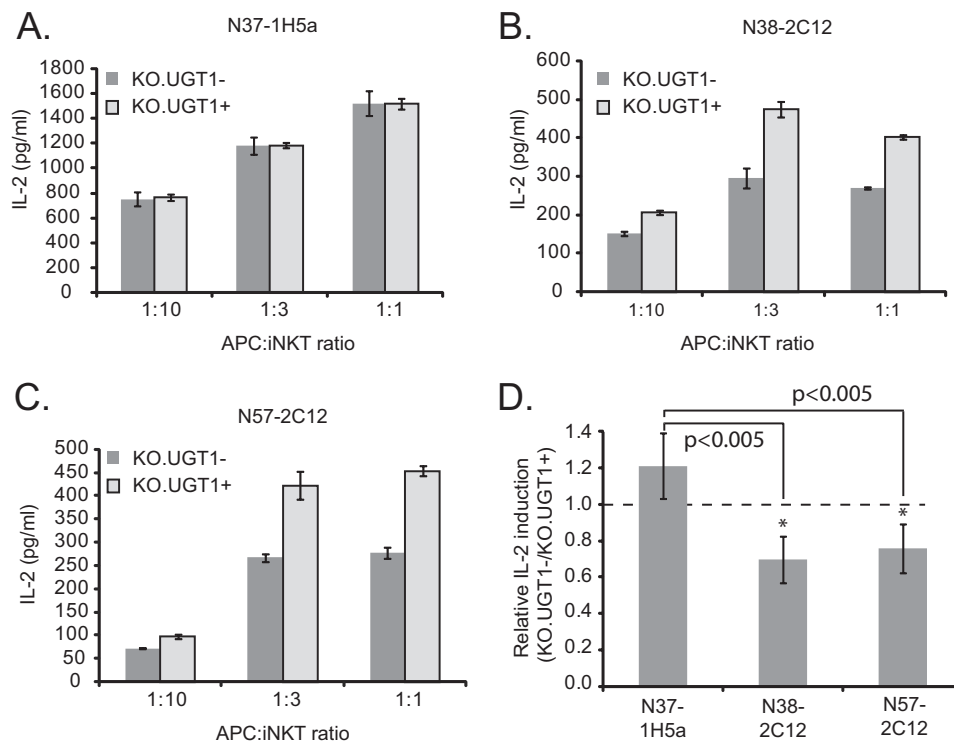 A.
N37-1H5a
IL-2 (pg/ml)
1800
1600
1400
1200
1000
800
600
400
200
0
KO.UGT1-
KO.UGT1+
1:10
1:3
1:1
APC:iNKT ratio
B.
N38-2C12
IL-2 (pg/ml)
600
500
400
300
200
100
0
KO.UGT1-
KO.UGT1+
1:10
1:3
1:1
APC:iNKT ratio
C.
N57-2C12
IL-2 (pg/ml)
500
450
400
350
300
250
200
150
100
50
0
KO.UGT1-
KO.UGT1+
1:10
1:3
1:1
APC:iNKT ratio
D.
p<0.005
p<0.005
Relative IL-2 induction
(KO.UGT1-/KO.UGT1+)
1.4
1.2
1.0
0.8
0.6
0.4
0.2
0.0
*
*
N37-
1H5a
N38-
2C12
N57-
2C12